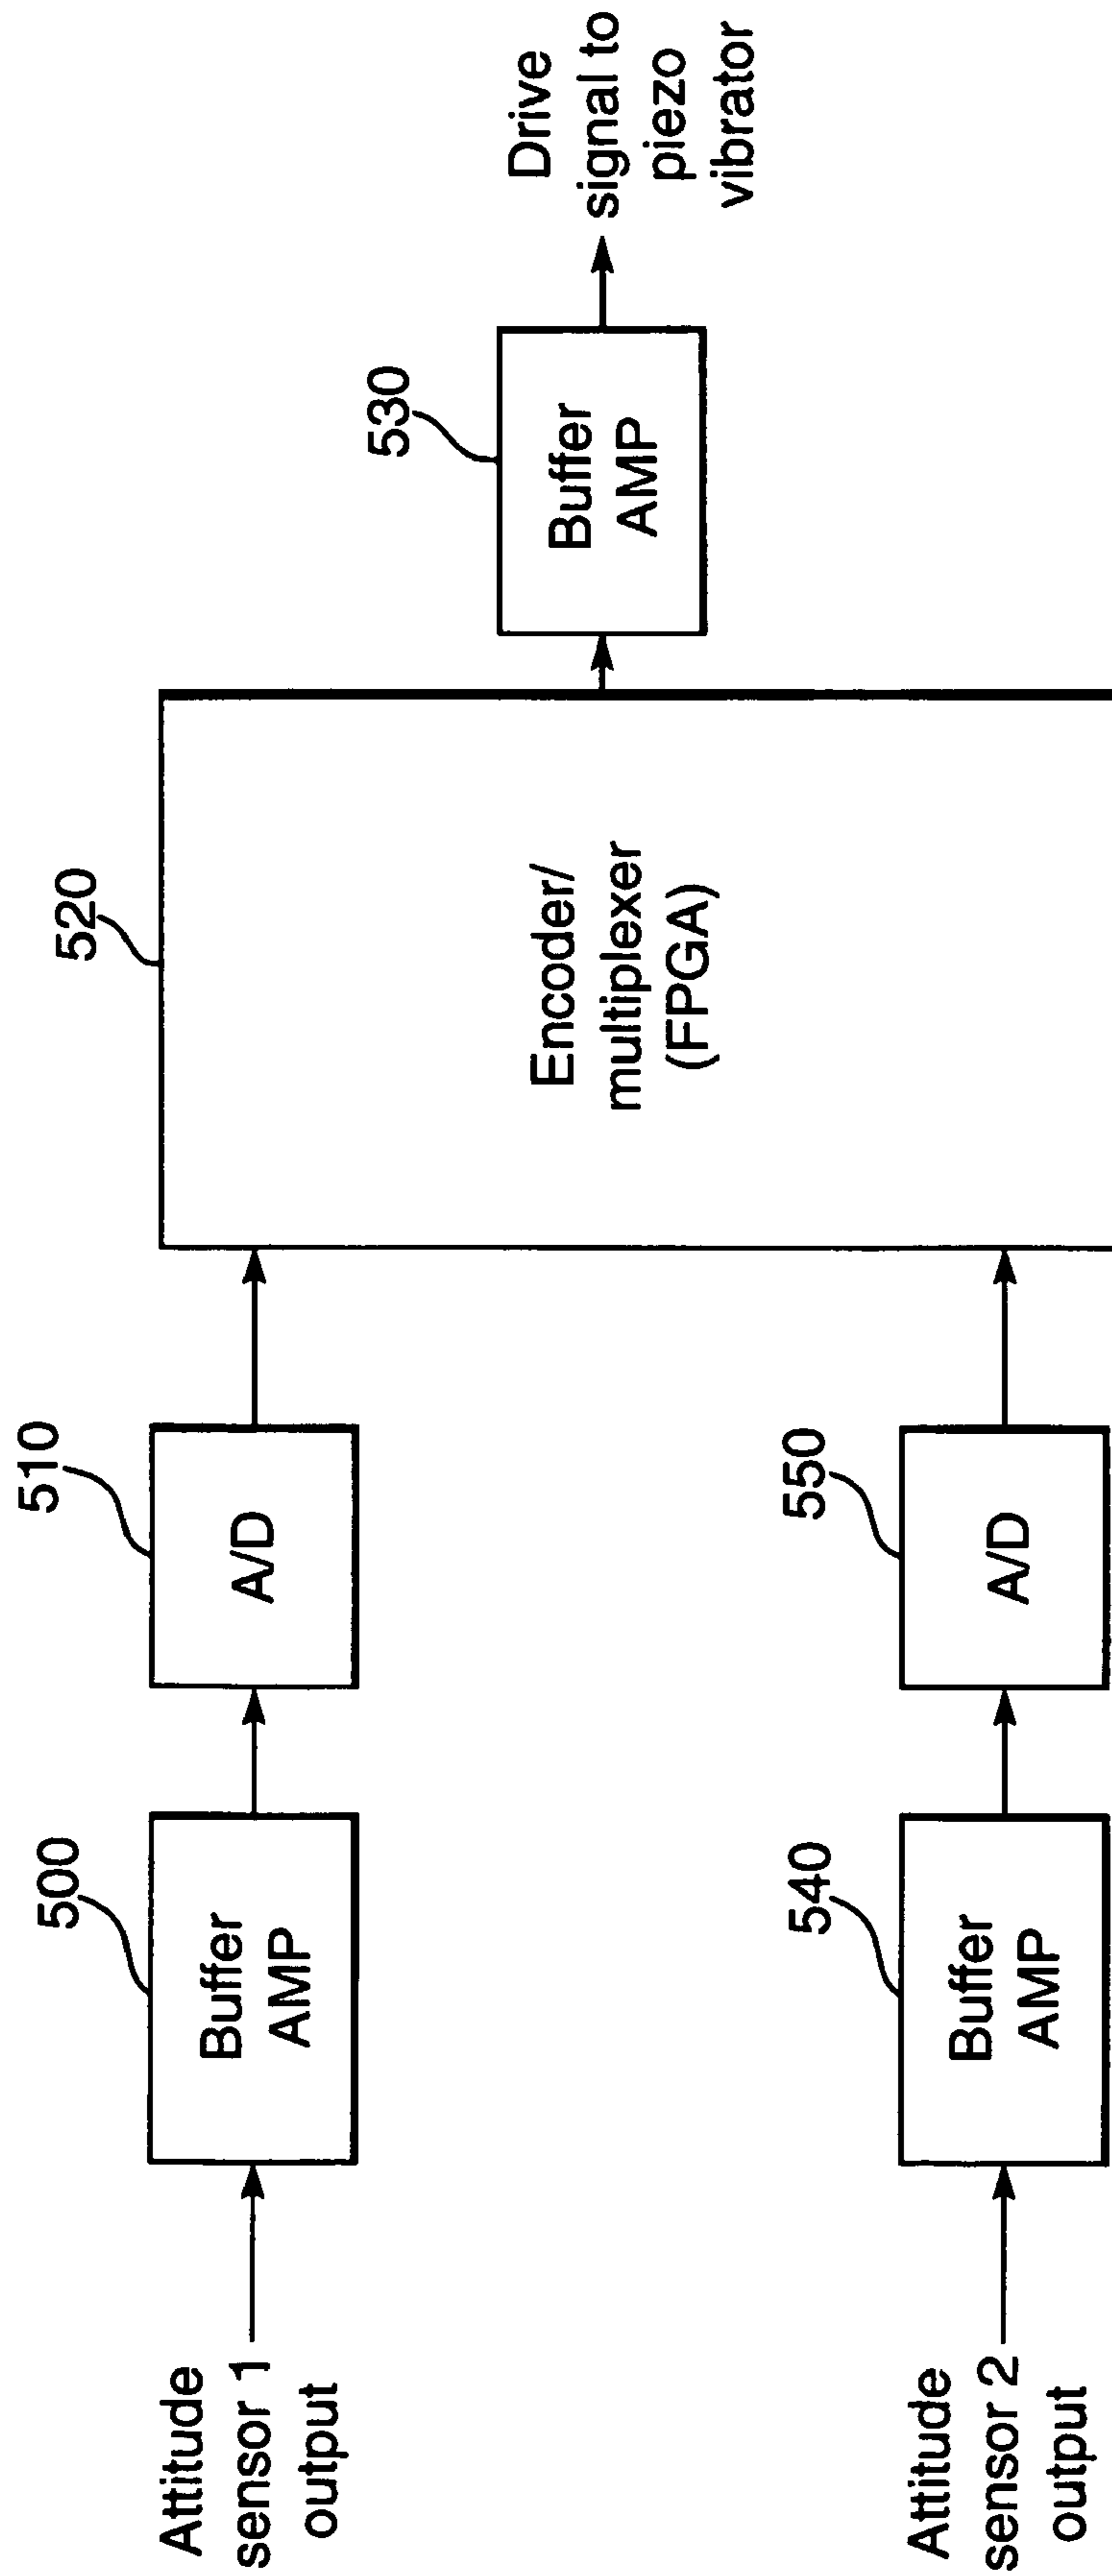 Attitude
sensor 1
output
500
Buffer
AMP
510
A/D
520
Encoder/
multiplexer
(FPGA)
530
Buffer
AMP
Drive
signal to
piezo
vibrator
Attitude
sensor 2
output
540
Buffer
AMP
550
A/D